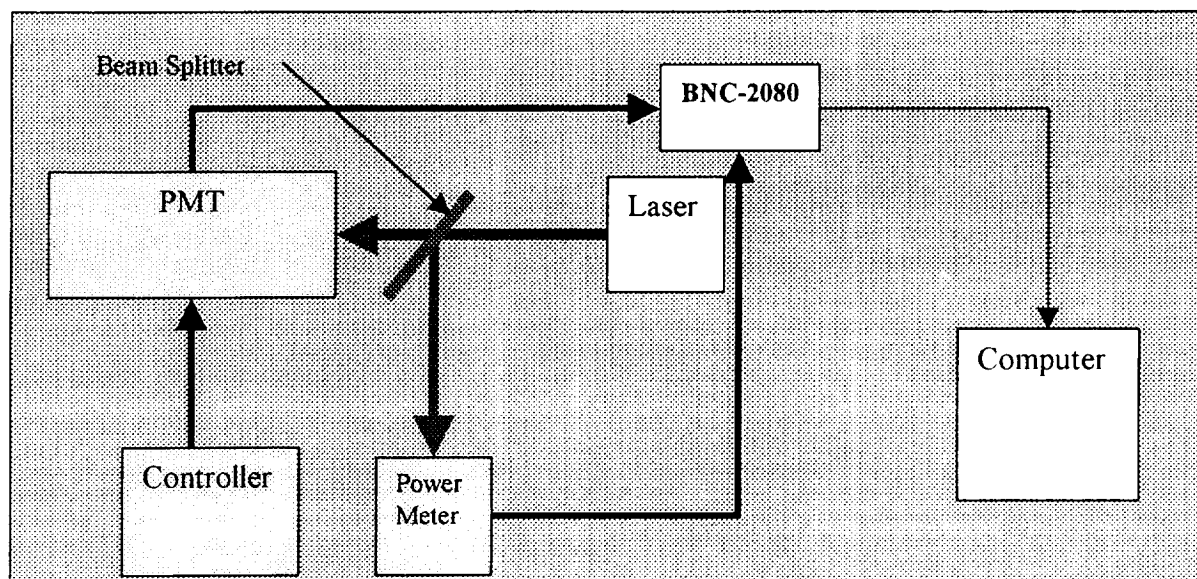 Beam Splitter
BNC-2080
PMT
Laser
Computer
Controller
Power
Meter